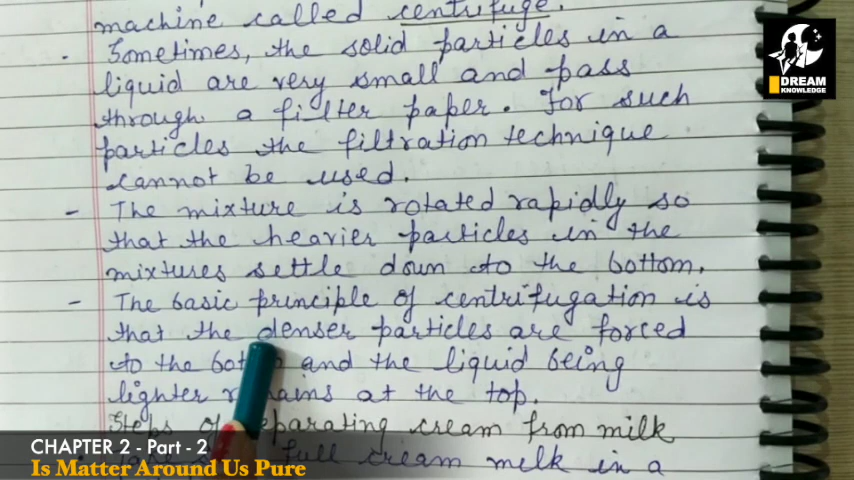 machine called centrifuge.
Sometimes, the solid particles in a
liquid are very small and pass
through a filter paper. For such
particles the filtration technique
cannot be used.
- The mixture is rotated rapidly so
that the heavier particles in the
mixtures settle down to the bottom.
- The basic principle of centrifugation is
that the denser particles are forced
to the and the liquid being
lighter at the top.
Steps cream from milk
full cream milk in a
DREAM
KNOWLEDGE
CHAPTER 2 - Part - 2
Is Matter Around Us Pure